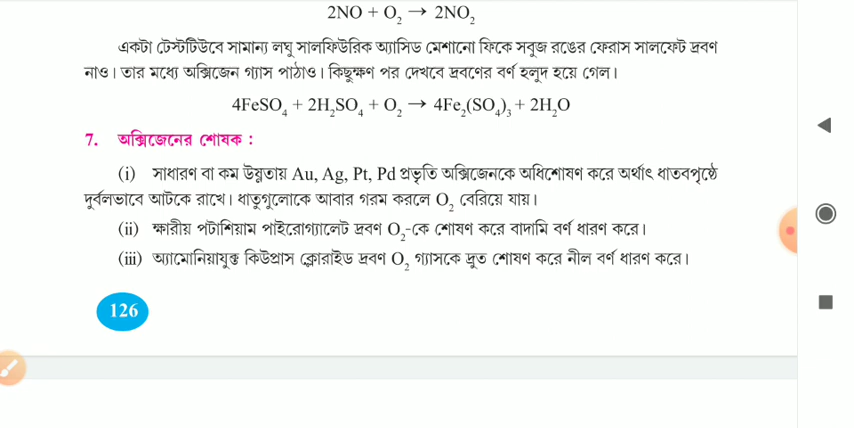 2NO + O₂ → 2NO₂
একটা টেস্টটিউবে সামান্য লঘু সালফিউরিক অ্যাসিড মেশানো ফিকে সবুজ রঙের ফেরাস সালফেট দ্রবণ
নাও। তার মধ্যে অক্সিজেন গ্যাস পাঠাও। কিছুক্ষণ পর দেখবে দ্রবণের বর্ণ হলুদ হয়ে গেল।
4FeSO₄ + 2H₂SO₄ + O₂ → 4Fe₂(SO₄)₃ + 2H₂O
7. অক্সিজেনের শোষক :
(i) সাধারণ বা কম উষ্ণতায় Au, Ag, Pt, Pd প্রভৃতি অক্সিজেনকে অধিশোষণ করে অর্থাৎ ধাতবপৃষ্ঠে
দুর্বলভাবে আটকে রাখে। ধাতুগুলোকে আবার গরম করলে O₂ বেরিয়ে যায়।
(ii) ক্ষারীয় পটাশিয়াম পাইরোগ্যালেট দ্রবণ O₂-কে শোষণ করে বাদামি বর্ণ ধারণ করে।
(iii) অ্যামোনিয়াযুক্ত কিউপ্রাস ক্লোরাইড দ্রবণ O₂ গ্যাসকে দ্রুত শোষণ করে নীল বর্ণ ধারণ করে।
126